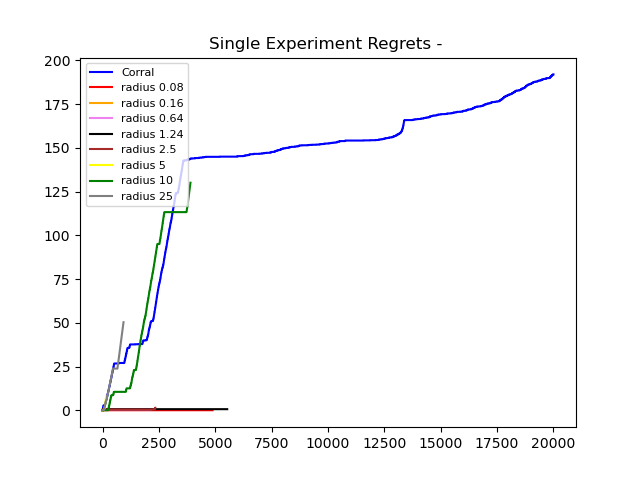 Single Experiment Regrets -
200
175
150
125
100
75
50
25
0
Corral
radius 0.08
radius 0.16
radius 0.64
radius 1.24
radius 2.5
radius 5
radius 10
radius 25
0 2500 5000 7500 10000 12500 15000 17500 20000